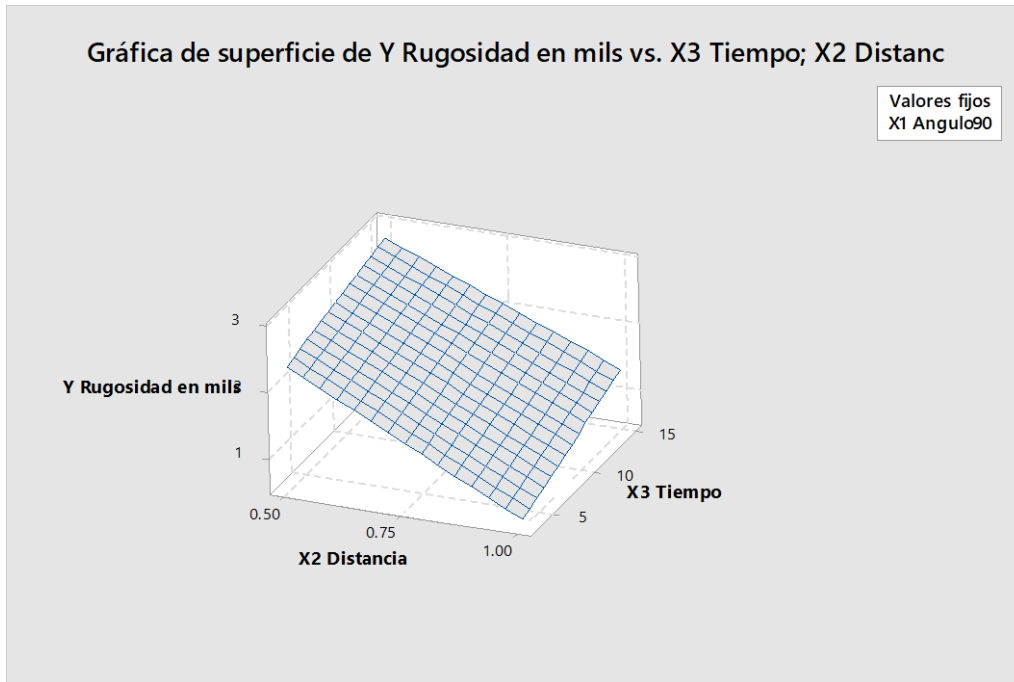 Gráfica de superficie de Y Rugosidad en mils vs. X3 Tiempo; X2 Distanc
Valores fijos
X1 Angulo90
3
Y Rugosidad en mils
2
1
15
10
X3 Tiempo
5
0.50
0.75
1.00
X2 Distancia